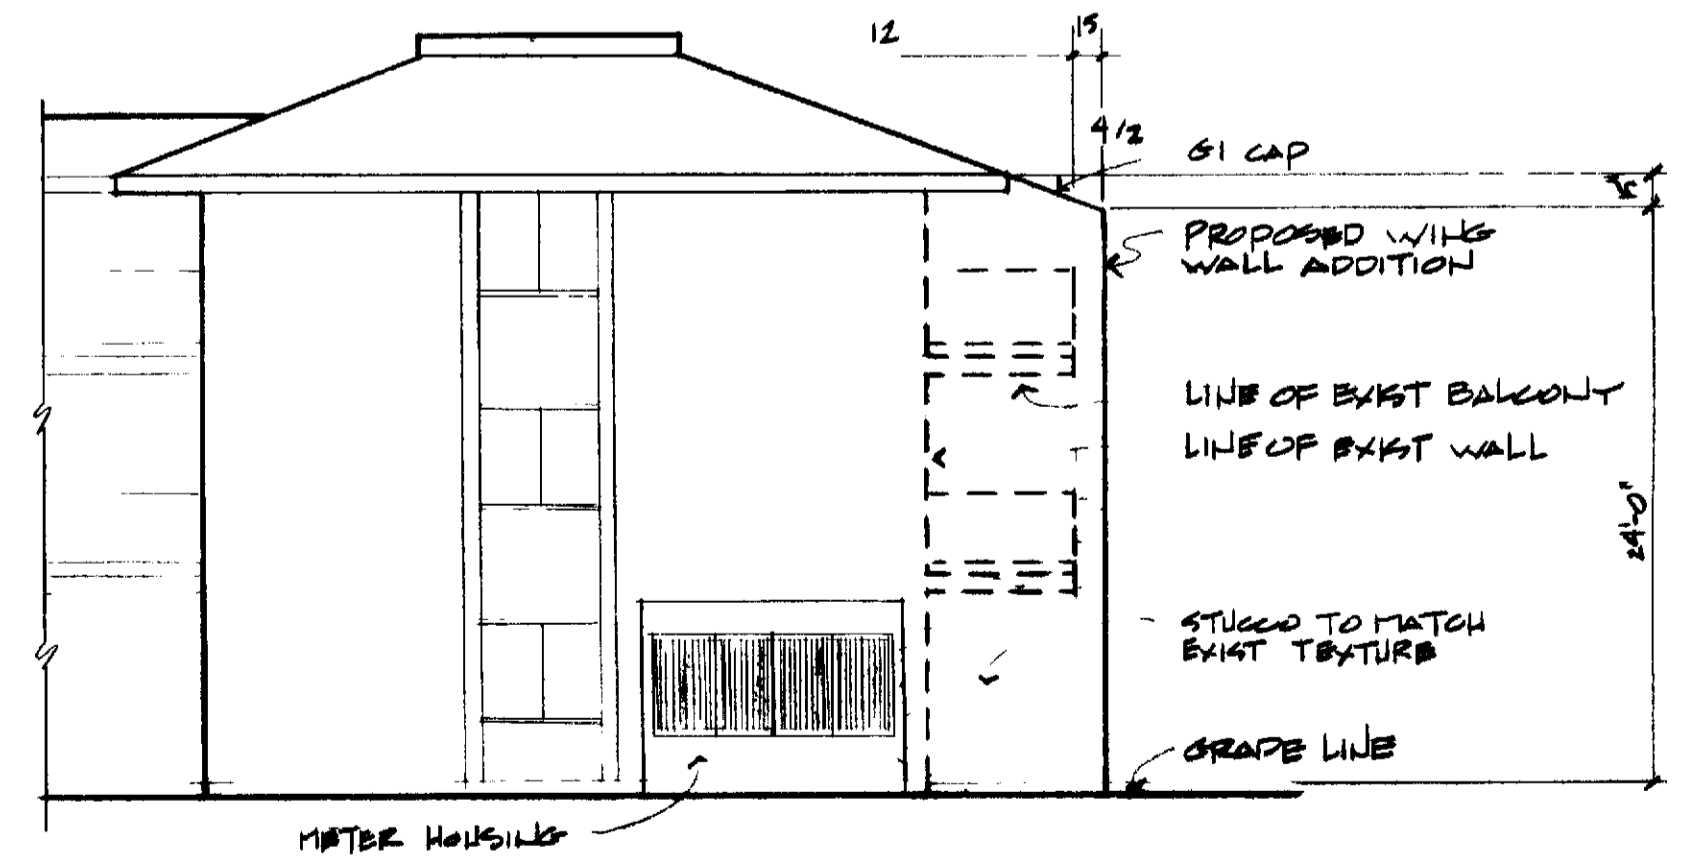 12
15
4 1/2
GI CAP
PROPOSED WING
WALL ADDITION
LINE OF EXIST BALCONY
LINE OF EXIST WALL
24'-0"
STUCCO TO MATCH
EXIST TEXTURE
GRADE LINE
METER HOUSING